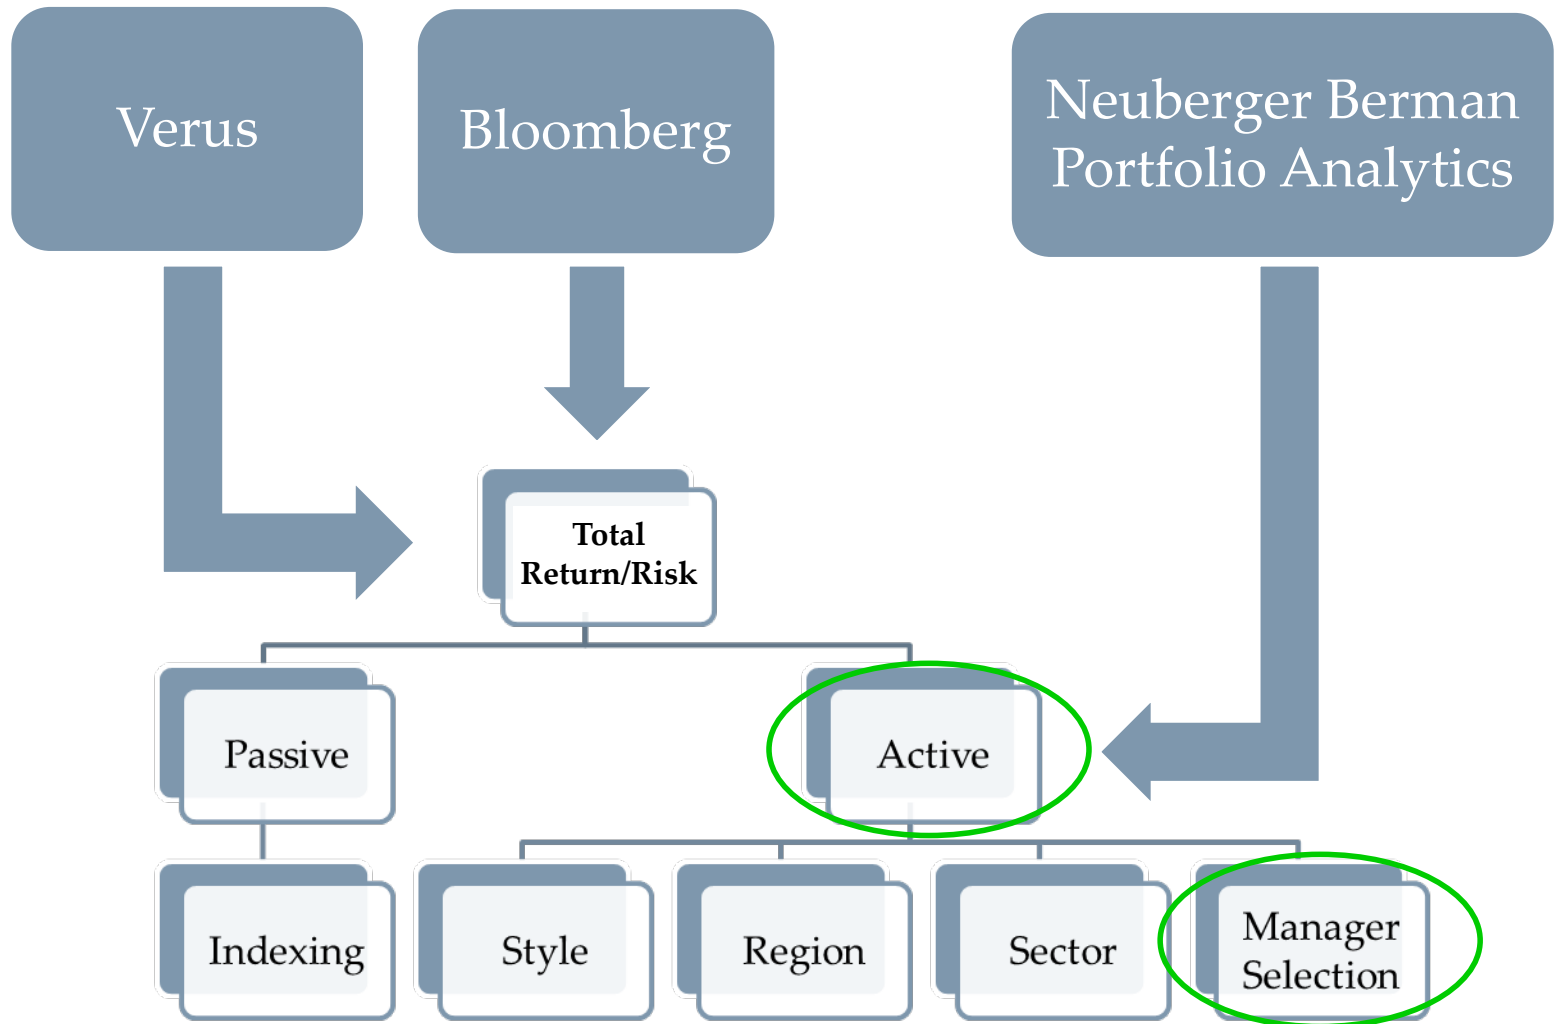 Verus
Bloomberg
Neuberger Berman
Portfolio Analytics
Total
Return/Risk
Passive
Active
Indexing
Style
Region
Sector
Manager
Selection